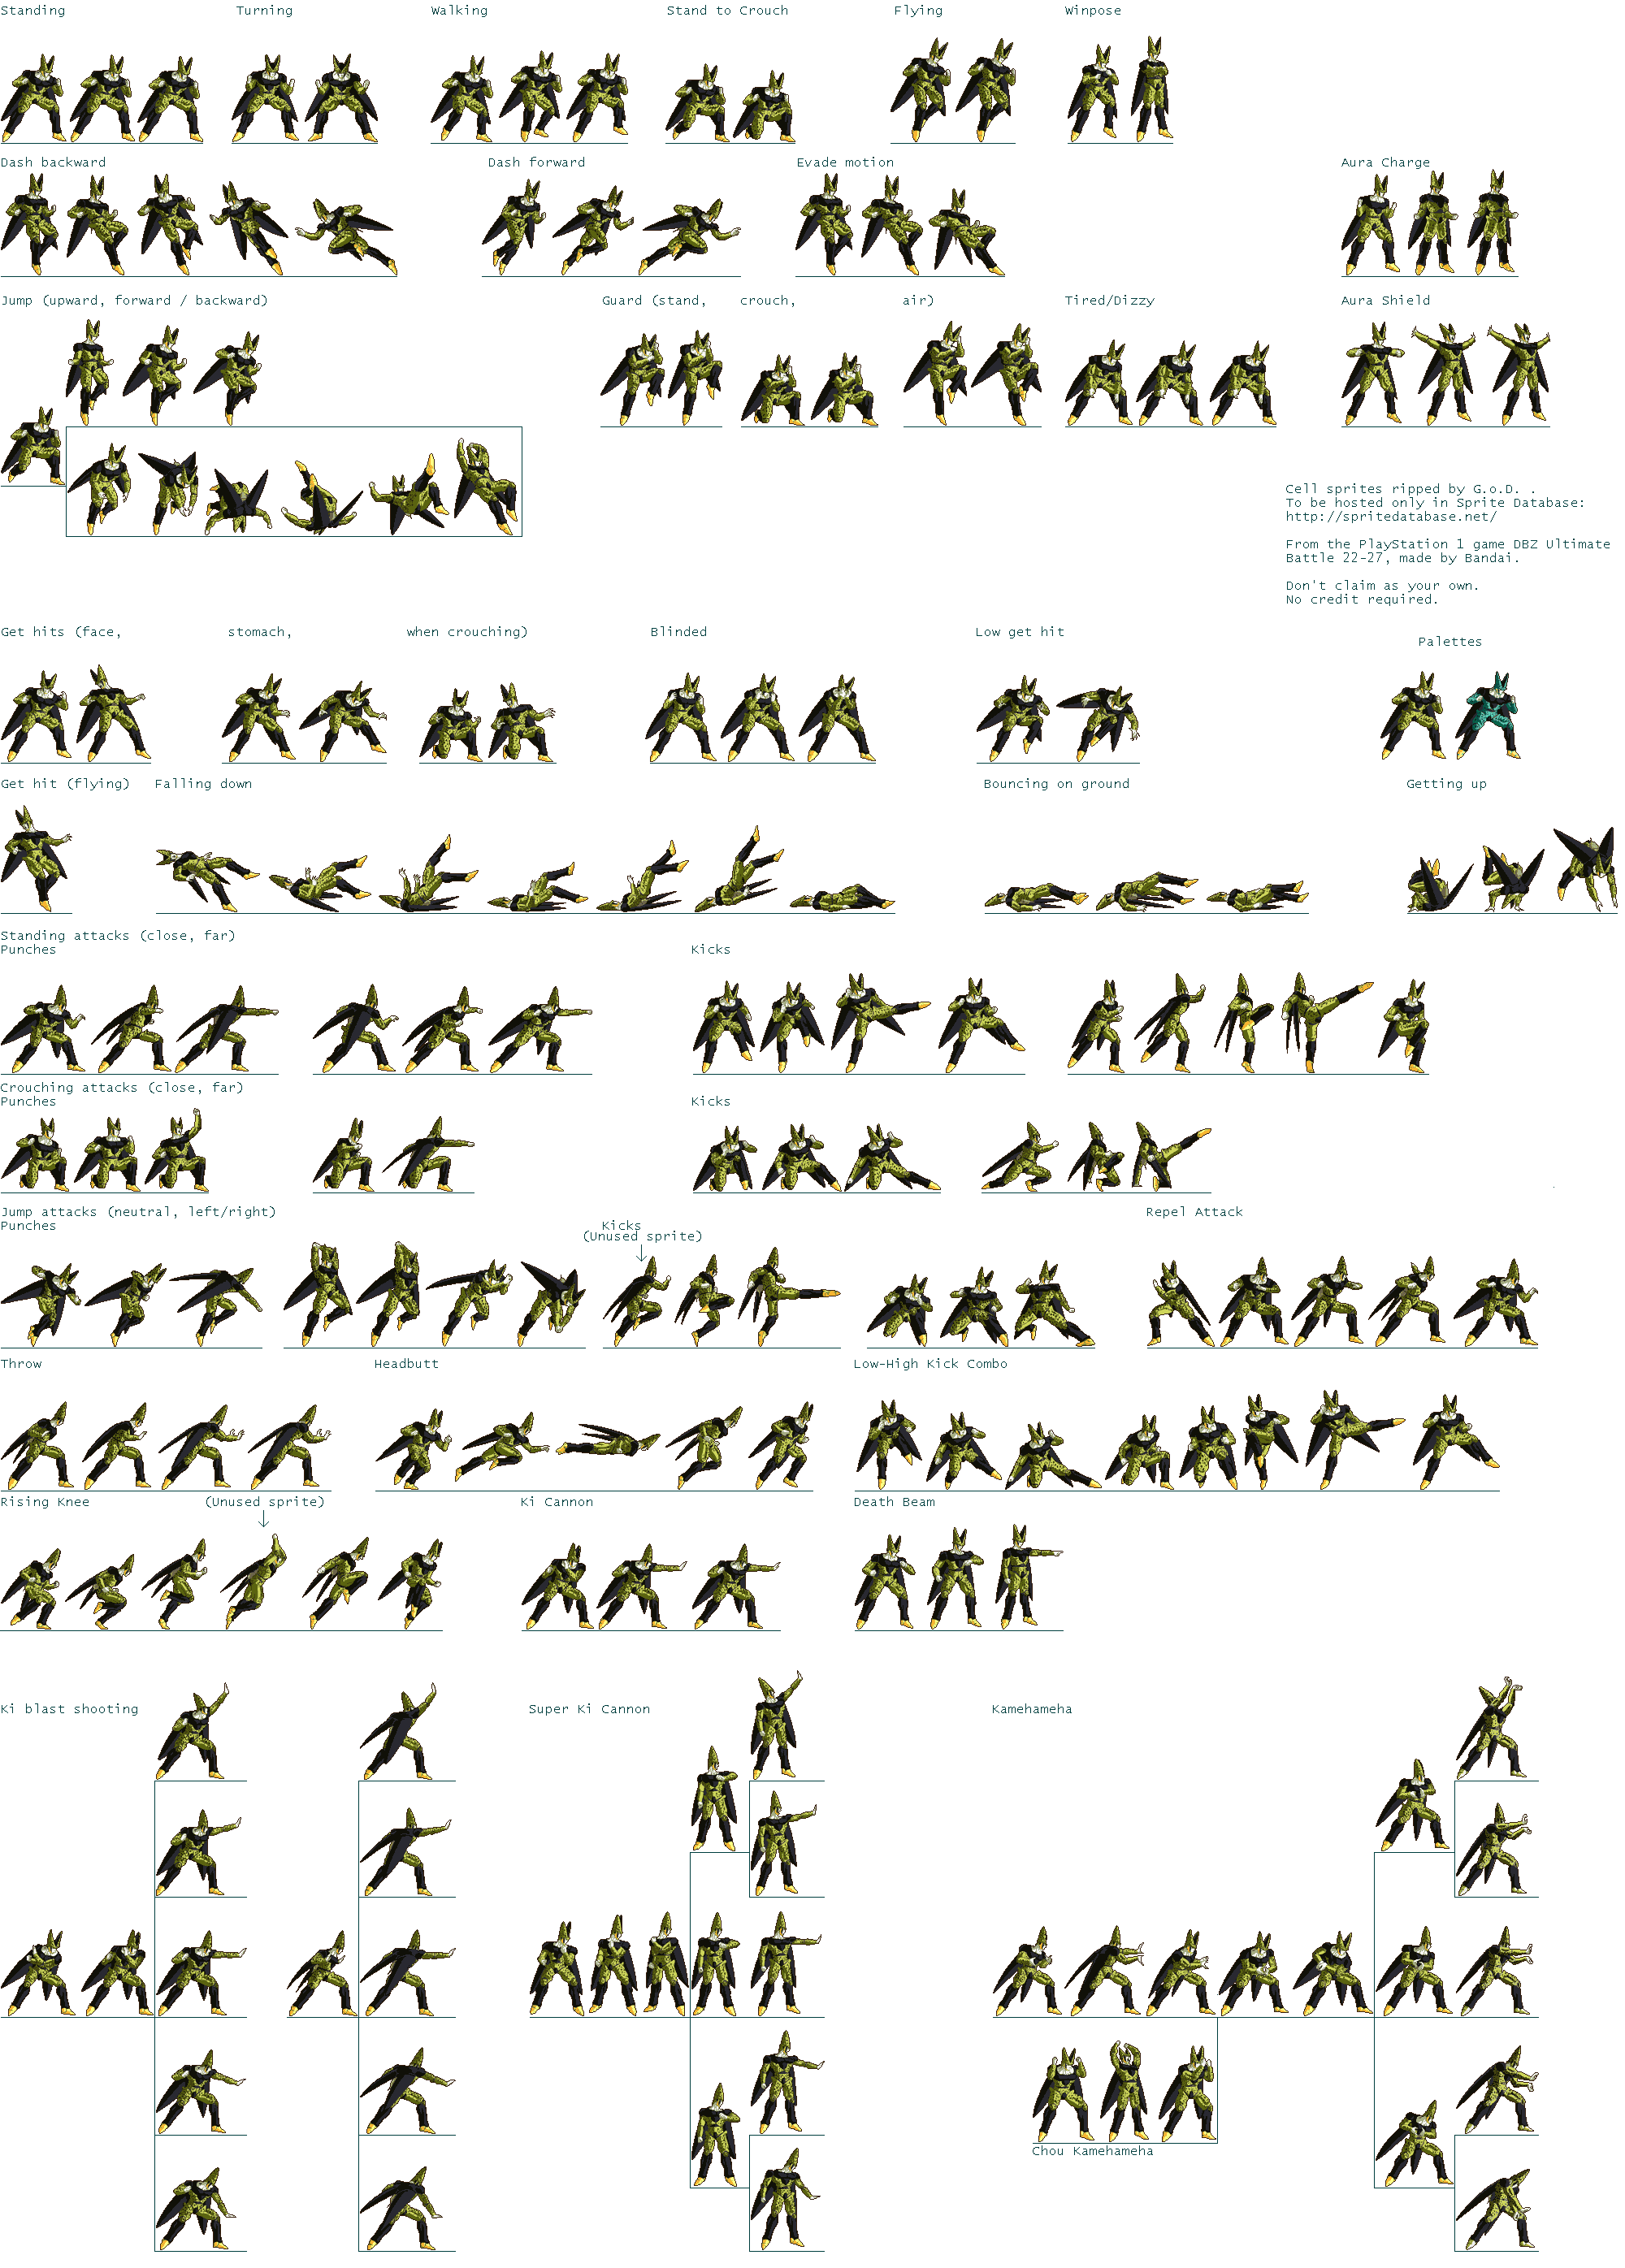 Standing
Turning
Walking
Stand to Crouch
Flying
Winpose
Dash backward
Dash forward
Evade motion
Aura Charge
Jump (upward, forward / backward)
Guard (stand, crouch, air)
Tired/Dizzy
Aura Shield
Cell sprites ripped by G.o.D. .
To be hosted only in Sprite Database:
http://spritedatabase.net/
From the PlayStation 1 game DBZ Ultimate
Battle 22-27, made by Bandai.
Don't claim as your own.
No credit required.
Get hits (face, stomach, when crouching)
Blinded
Low get hit
Palettes
Get hit (flying)
Falling down
Bouncing on ground
Getting up
Standing attacks (close, far)
Punches
Kicks
Crouching attacks (close, far)
Punches
Kicks
Jump attacks (neutral, left/right)
Punches
Kicks
(Unused sprite)
Repel Attack
Throw
Headbutt
Low-High Kick Combo
Rising Knee
(Unused sprite)
Ki Cannon
Death Beam
Ki blast shooting
Super Ki Cannon
Kamehameha
Chou Kamehameha